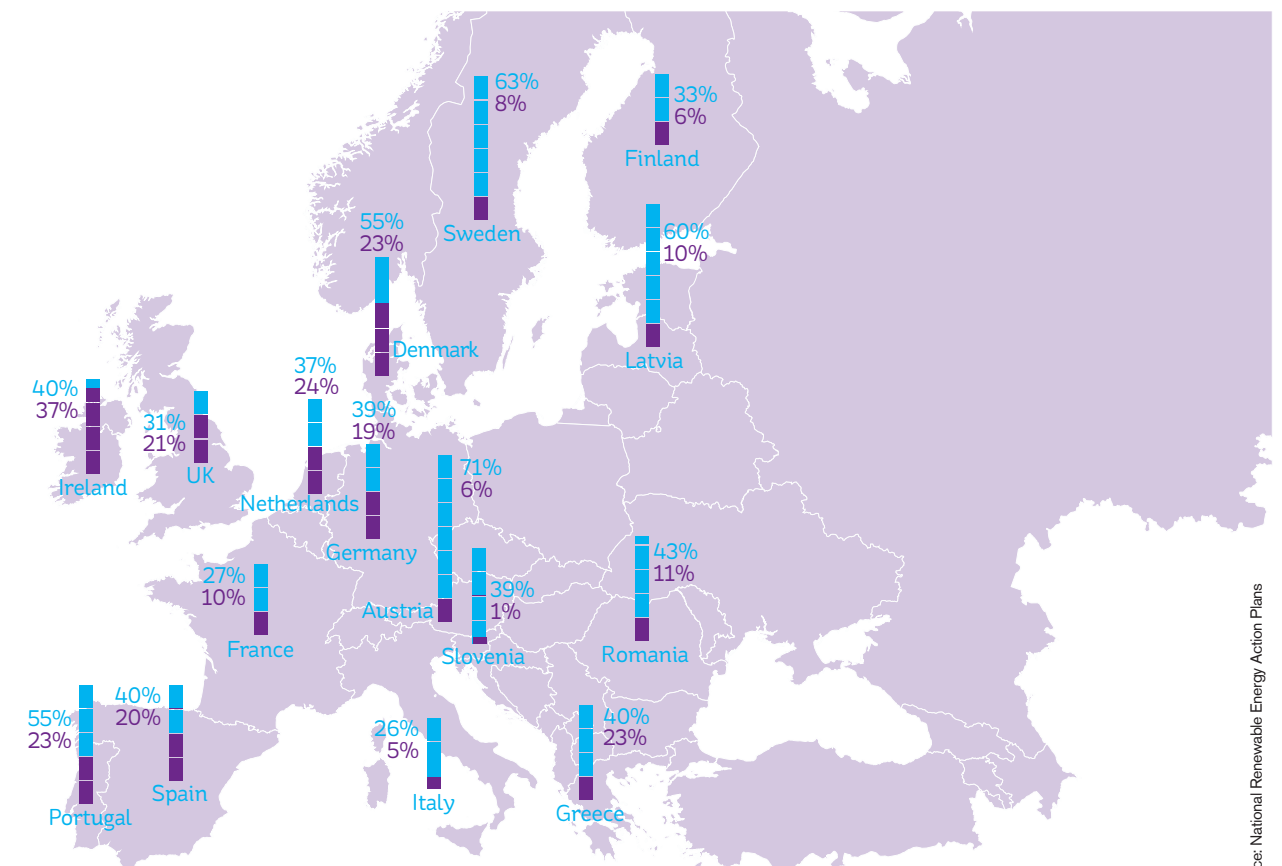 63%
8%
Sweden
33%
6%
Finland
60%
10%
Latvia
55%
23%
Denmark
37%
24%
Netherlands
39%
19%
Germany
40%
37%
Ireland
31%
21%
UK
71%
6%
Austria
39%
1%
Slovenia
43%
11%
Romania
27%
10%
France
55%
23%
Portugal
40%
20%
Spain
26%
5%
Italy
40%
23%
Greece
National Renewable Energy Action Plans